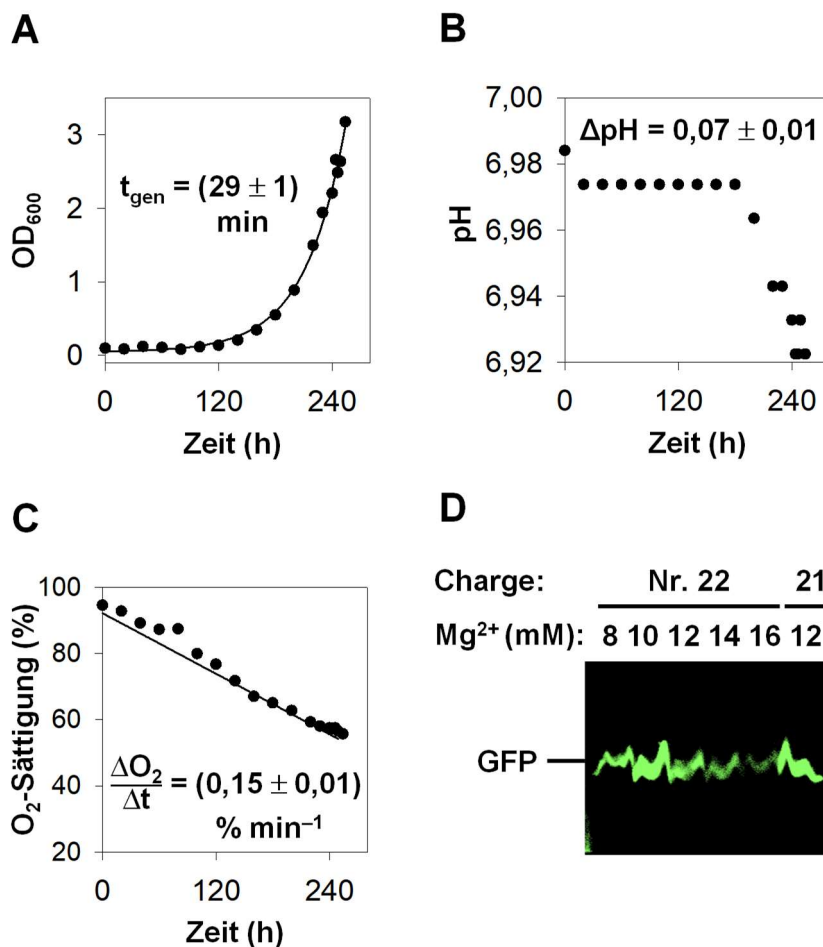 A
3
2
1
0
OD600
tgen = (29 ± 1)
min
0 120 240
Zeit (h)
B
7,00
6,98
6,96
6,94
6,92
pH
ΔpH = 0,07 ± 0,01
0 120 240
Zeit (h)
C
100
80
60
40
20
O2-Sättigung (%)
ΔO2
Δt
= (0,15 ± 0,01)
% min–1
0 120 240
Zeit (h)
D
Charge: Nr. 22 21
Mg2+ (mM): 8 10 12 14 16 12
GFP